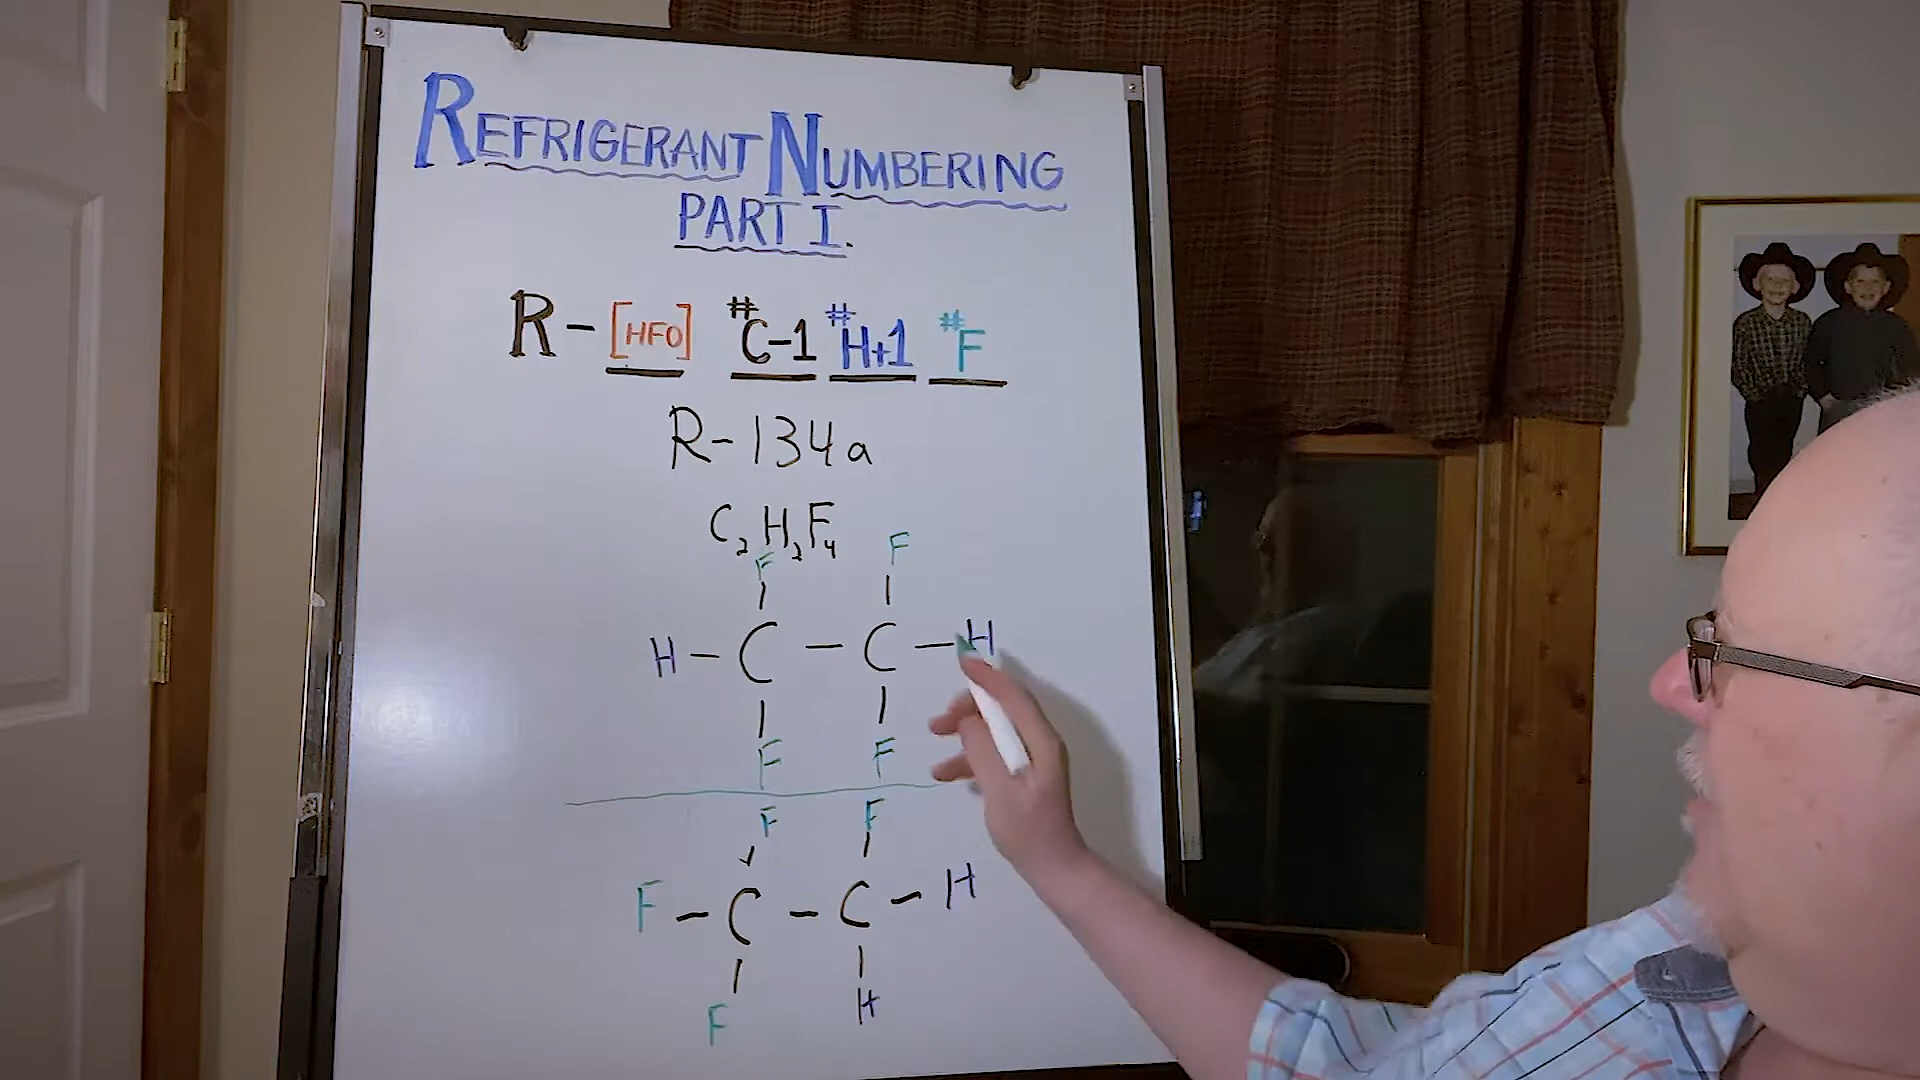 REFRIGERANT NUMBERING
PART I.
R-[HFO] #C-1 #H+1 #F
R-134a
C₂H₂F₄
F F
H-C-C-H
F F
F F
F-C-C-H
F H